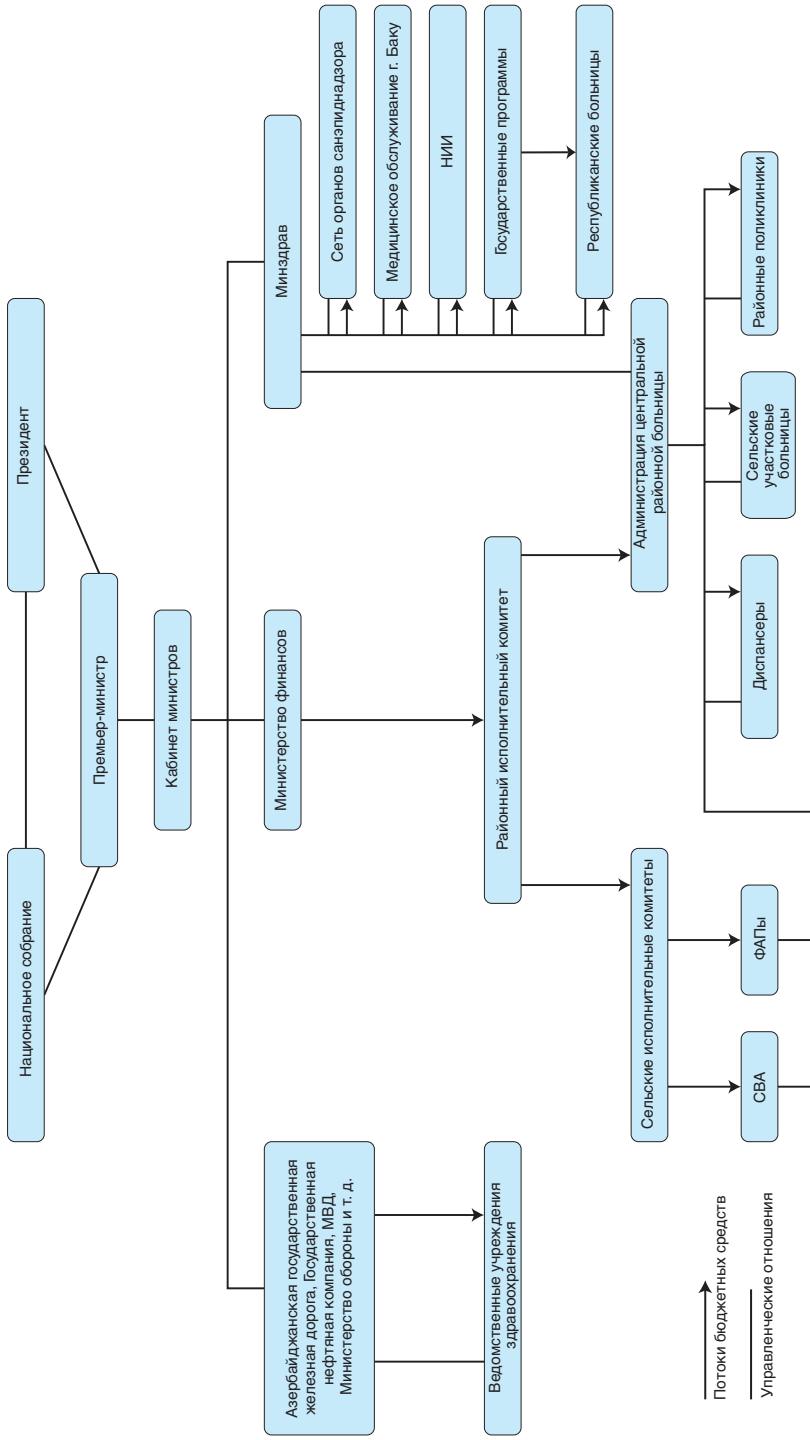 Национальное собрание
Президент
Премьер-министр
Кабинет министров
Азербайджанская государственная
железная дорога, Государственная
нефтяная компания, МВД,
Министерство обороны и т. д.
Министерство финансов
Минздрав
Сеть органов санэпиднадзора
Медицинское обслуживание г. Баку
НИИ
Государственные программы
Республиканские больницы
Ведомственные учреждения
здравоохранения
Районный исполнительный комитет
Сельские исполнительные комитеты
Администрация центральной
районной больницы
СВА
ФАПы
Диспансеры
Сельские
участковые
больницы
Районные поликлиники
Потоки бюджетных средств
Управленческие отношения